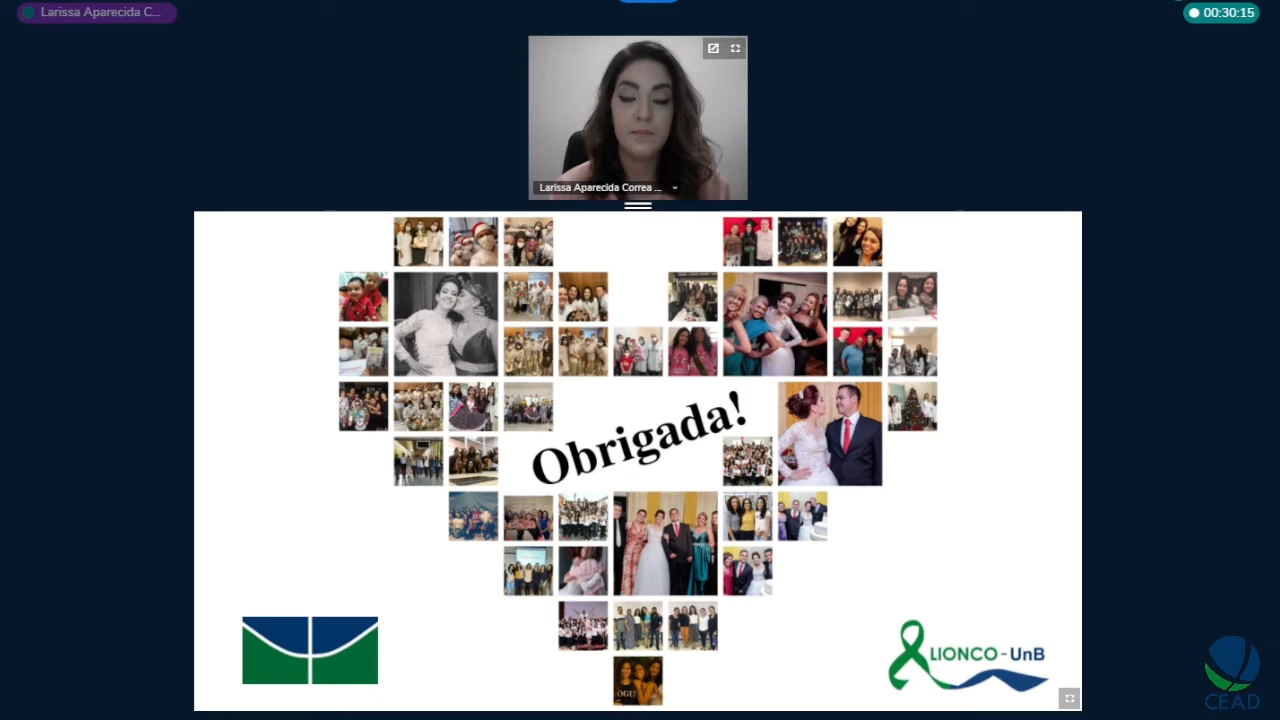 Larissa Aparecida C...
00:30:15
Larissa Aparecida Correa ...
Obrigada!
LIONCO - UnB
CEAD